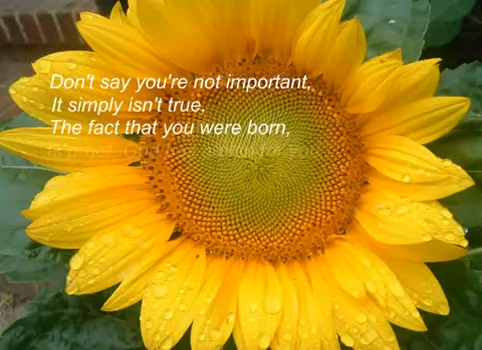 Don't say you're not important,
It simply isn't true,
The fact that you were born,